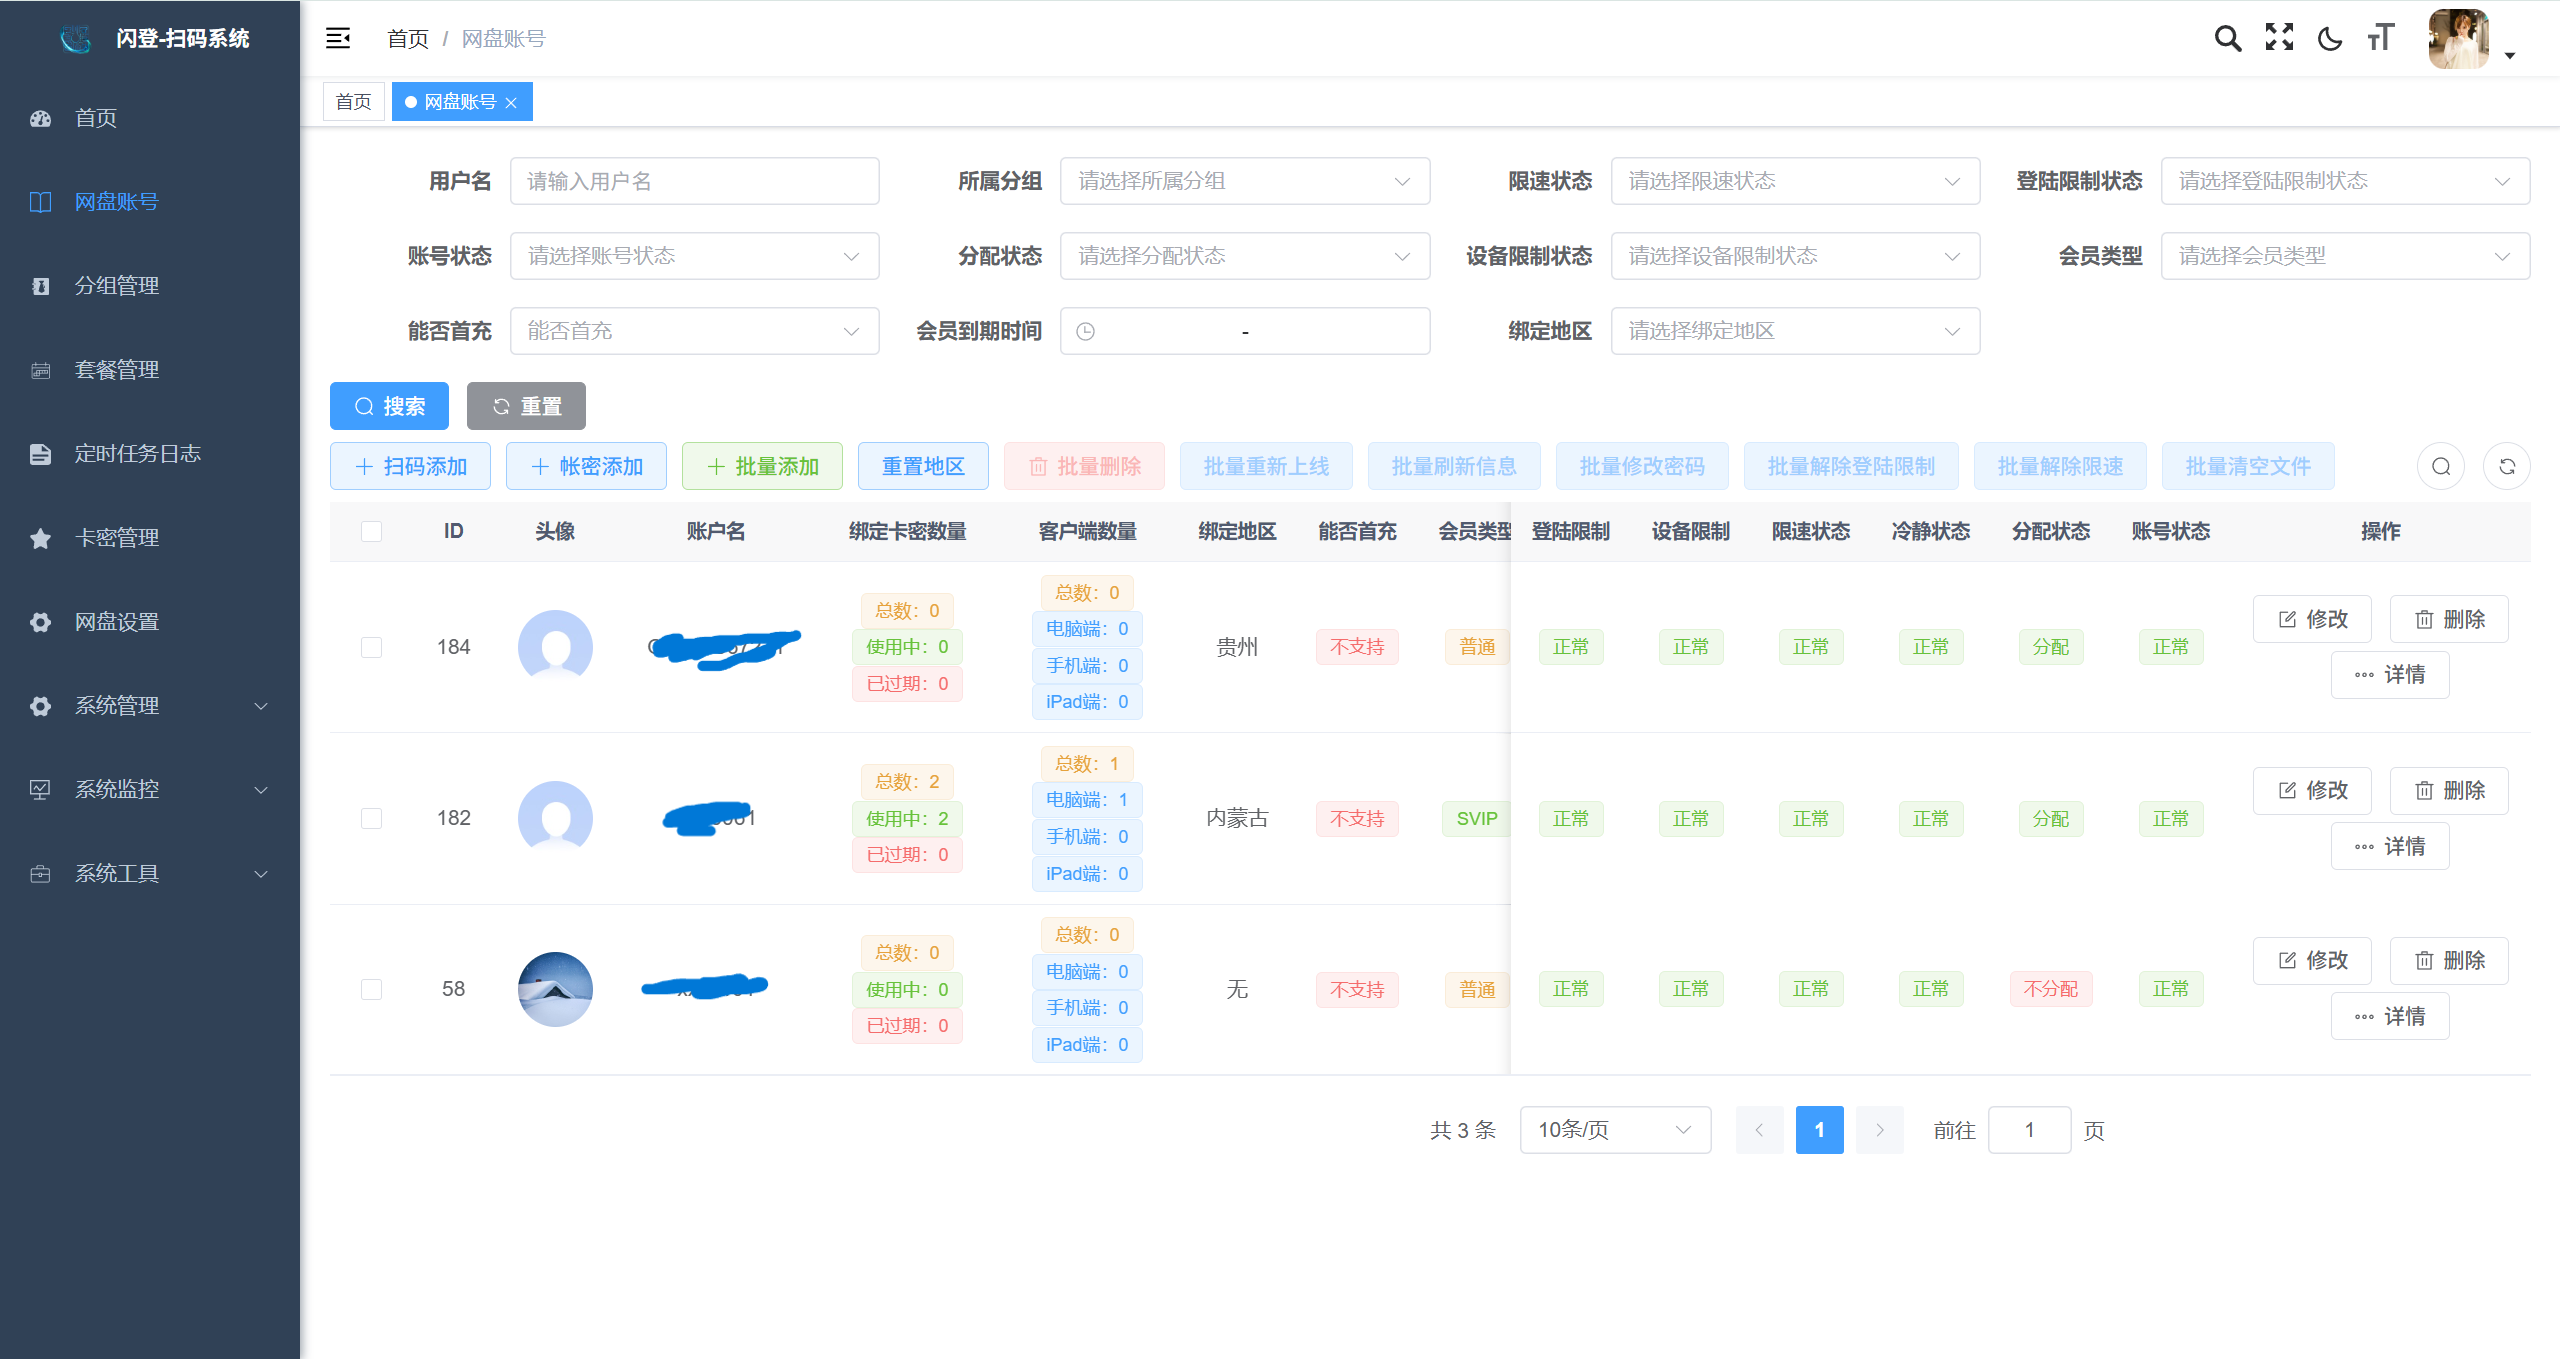 闪登-扫码系统
首页
网盘账号
分组管理
套餐管理
定时任务日志
卡密管理
网盘设置
系统管理
系统监控
系统工具
首页 / 网盘账号
首页
网盘账号
用户名 请输入用户名 所属分组 请选择所属分组 限速状态 请选择限速状态 登陆限制状态 请选择登陆限制状态
账号状态 请选择账号状态 分配状态 请选择分配状态 设备限制状态 请选择设备限制状态 会员类型 请选择会员类型
能否首充 能否首充 会员到期时间 - 绑定地区 请选择绑定地区
搜索 重置
扫码添加 帐密添加 批量添加 重置地区 批量删除 批量重新上线 批量刷新信息 批量修改密码 批量解除登陆限制 批量解除限速 批量清空文件
ID 头像 账户名 绑定卡密数量 客户端数量 绑定地区 能否首充 会员类型 登陆限制 设备限制 限速状态 冷静状态 分配状态 账号状态 操作
184
总数：0
使用中：0
已过期：0
总数：0
电脑端：0
手机端：0
iPad端：0
贵州 不支持 普通 正常 正常 正常 正常 分配 正常
修改 删除
详情
182
总数：2
使用中：2
已过期：0
总数：1
电脑端：1
手机端：0
iPad端：0
内蒙古 不支持 SVIP 正常 正常 正常 正常 分配 正常
修改 删除
详情
58
总数：0
使用中：0
已过期：0
总数：0
电脑端：0
手机端：0
iPad端：0
无 不支持 普通 正常 正常 正常 正常 不分配 正常
修改 删除
详情
共 3 条 10条/页 1 前往 1 页